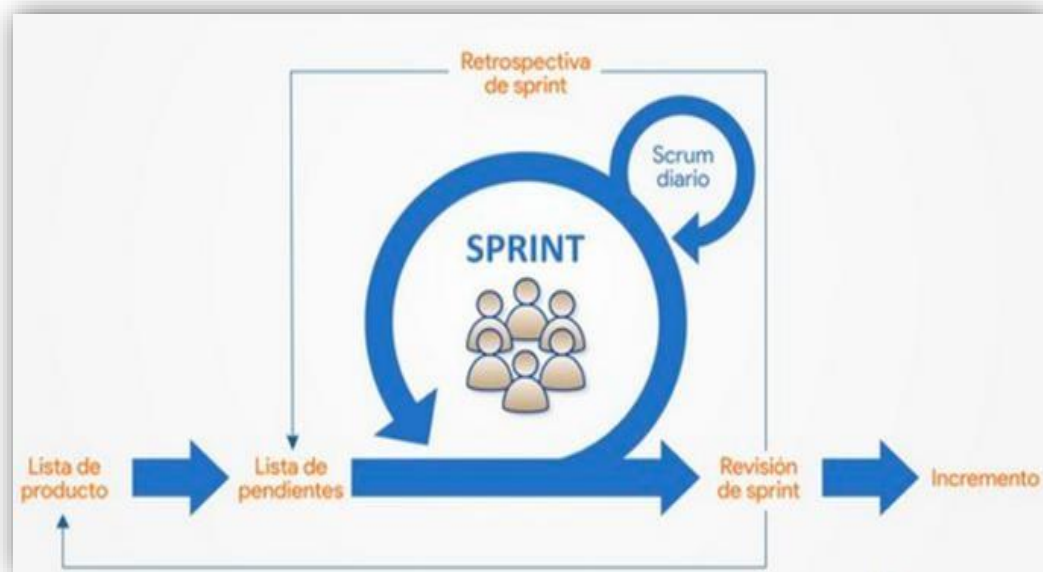 Retrospectiva
de sprint
Scrum
diario
SPRINT
Lista de
producto
Lista de
pendientes
Revisión
de sprint
Incremento